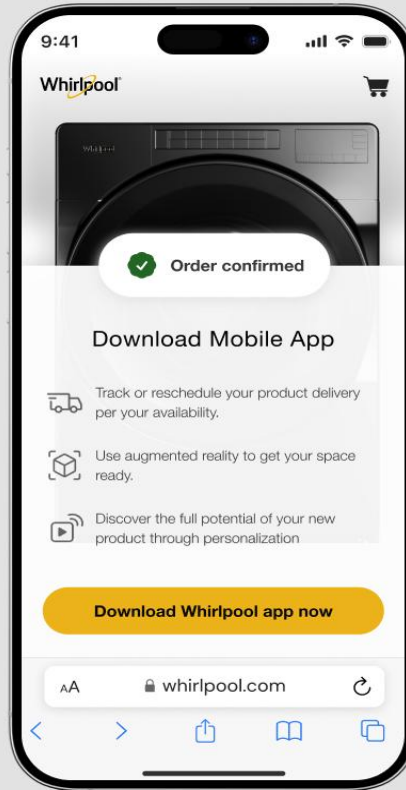 9:41
Whirlpool
Whirlpool
Order confirmed
Download Mobile App
Track or reschedule your product delivery
per your availability.
Use augmented reality to get your space
ready.
Discover the full potential of your new
product through personalization
Download Whirlpool app now
AA
whirlpool.com